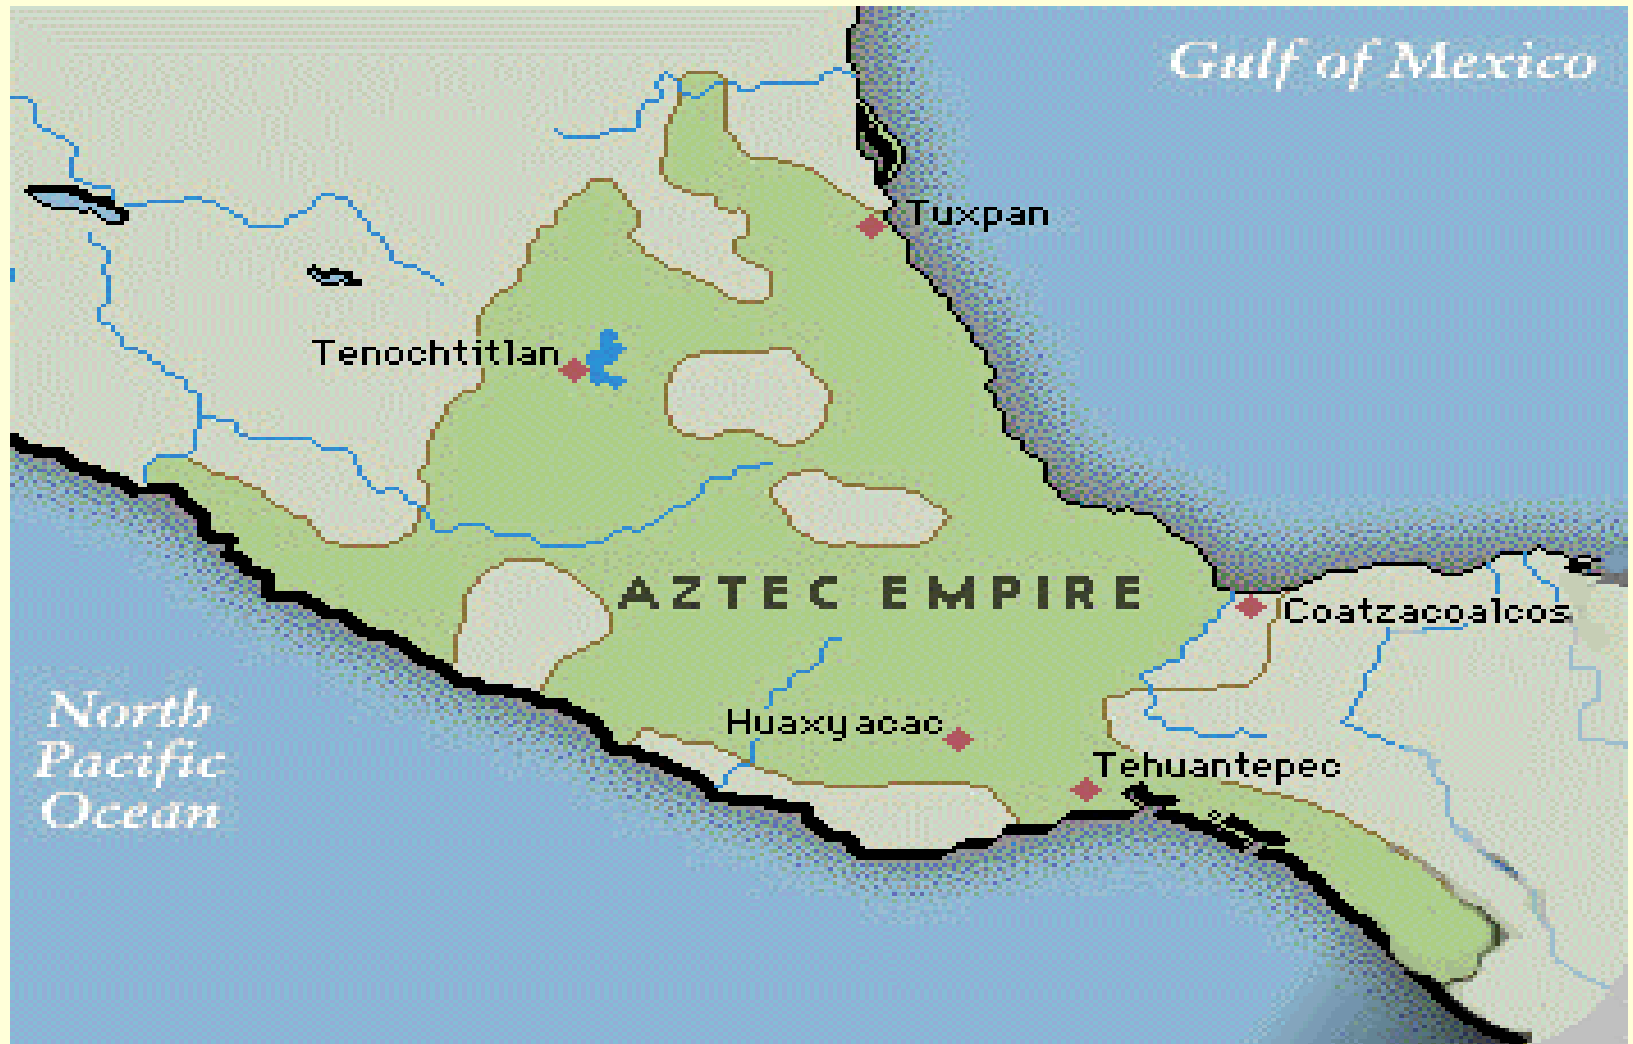 Gulf of Mexico
Tuxpan
Tenochtitlan
AZTEC EMPIRE
Coatzacoalcos
North
Pacific
Ocean
Huaxyacac
Tehuantepec